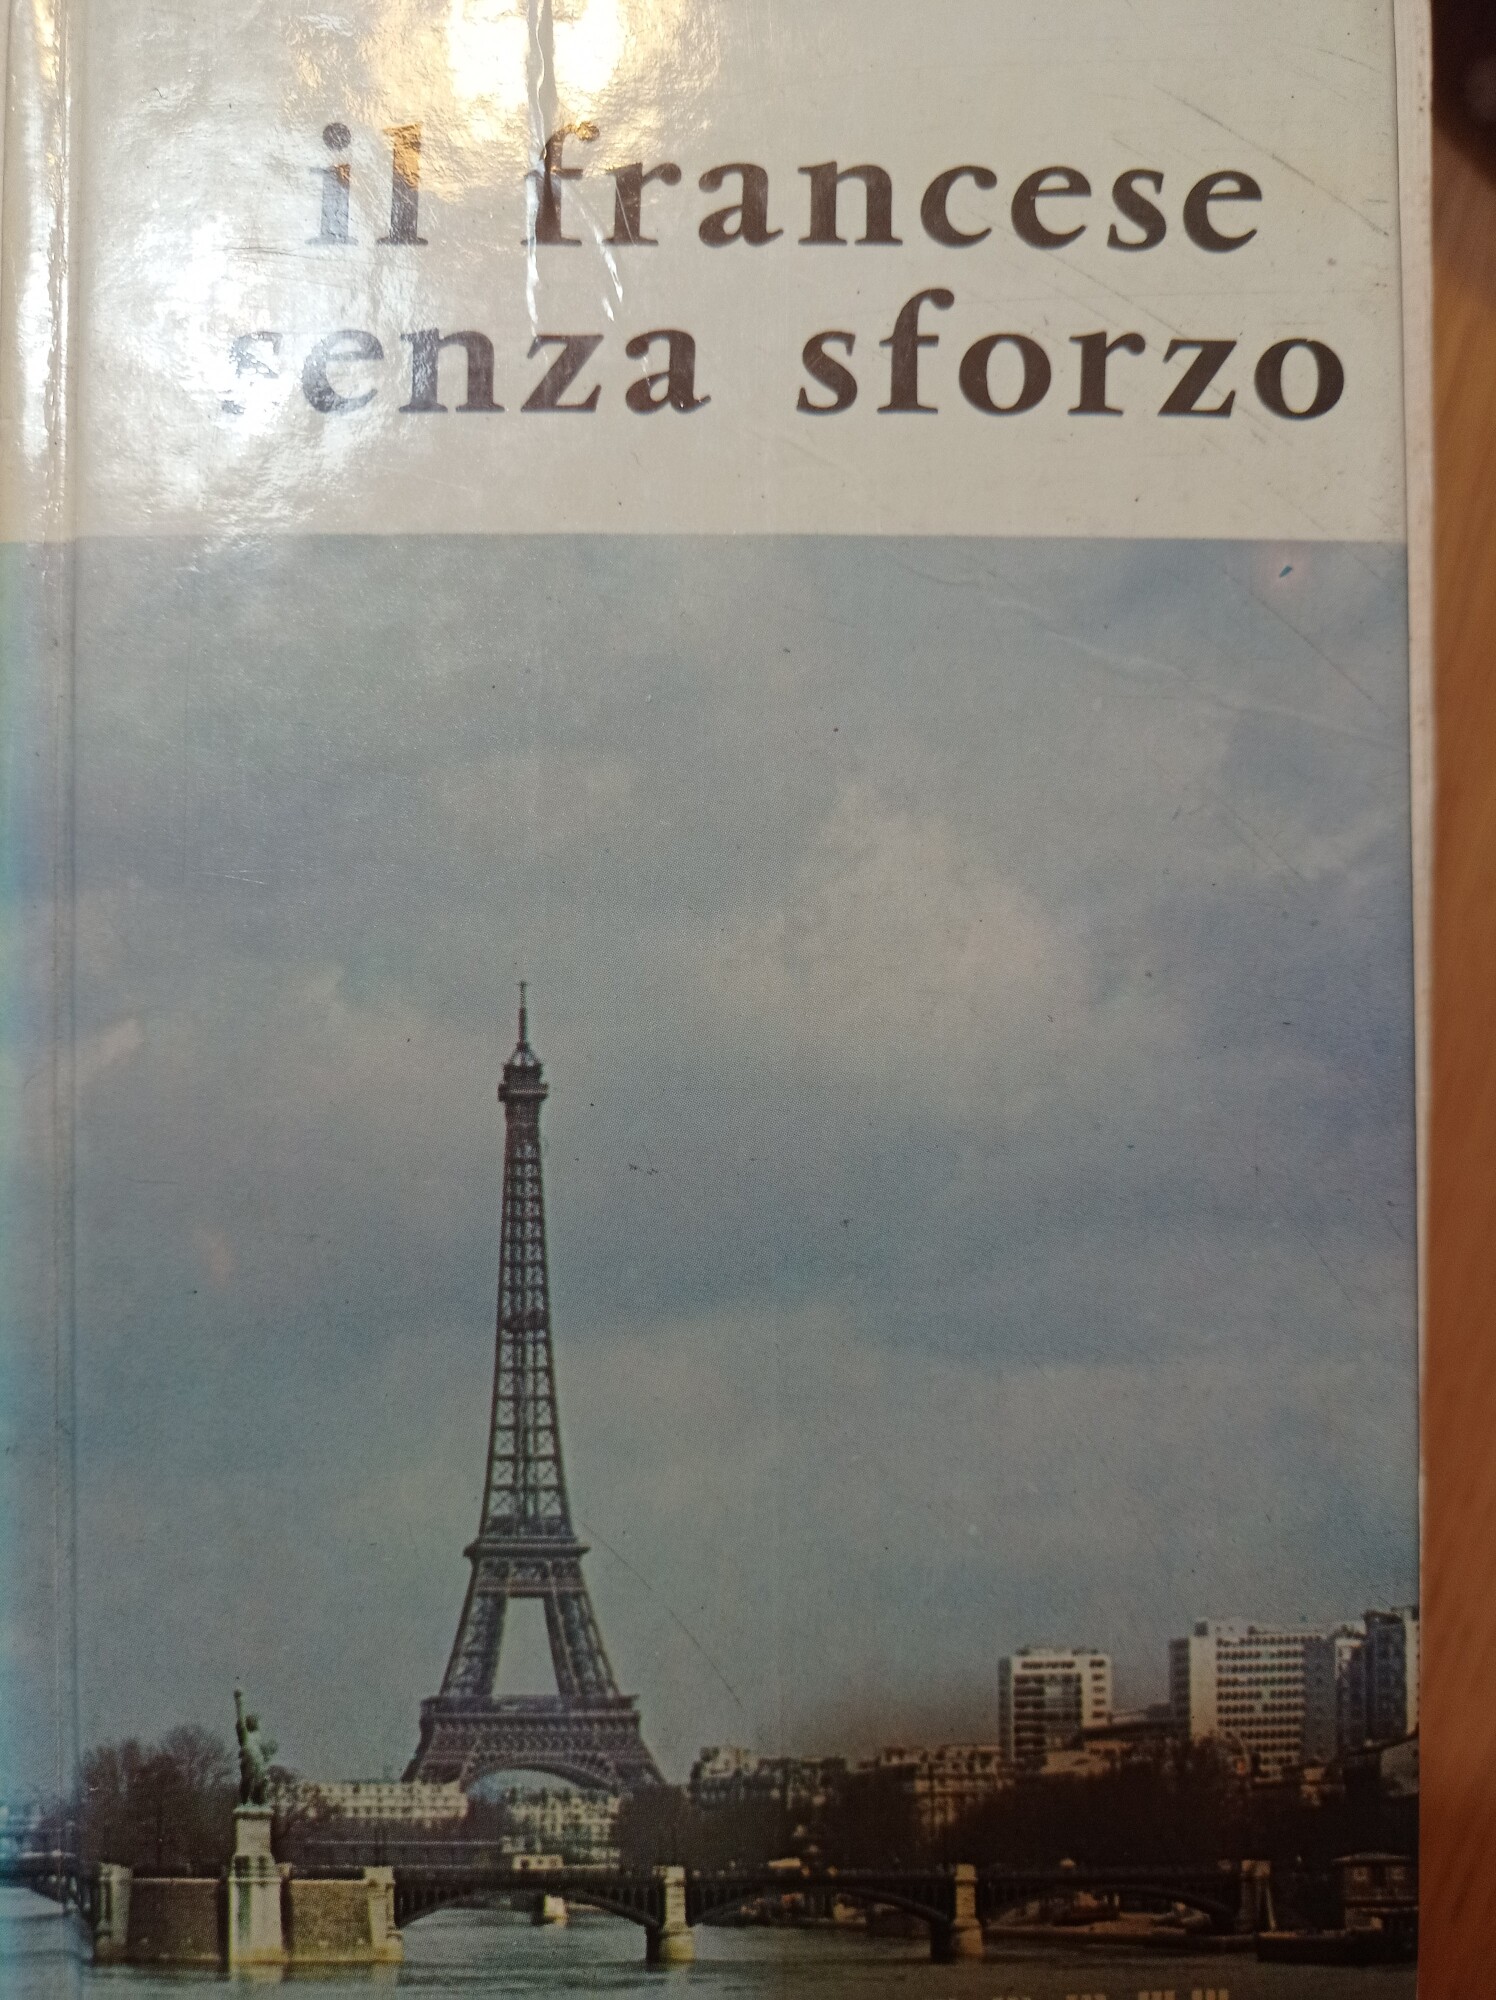 il francese
senza sforzo